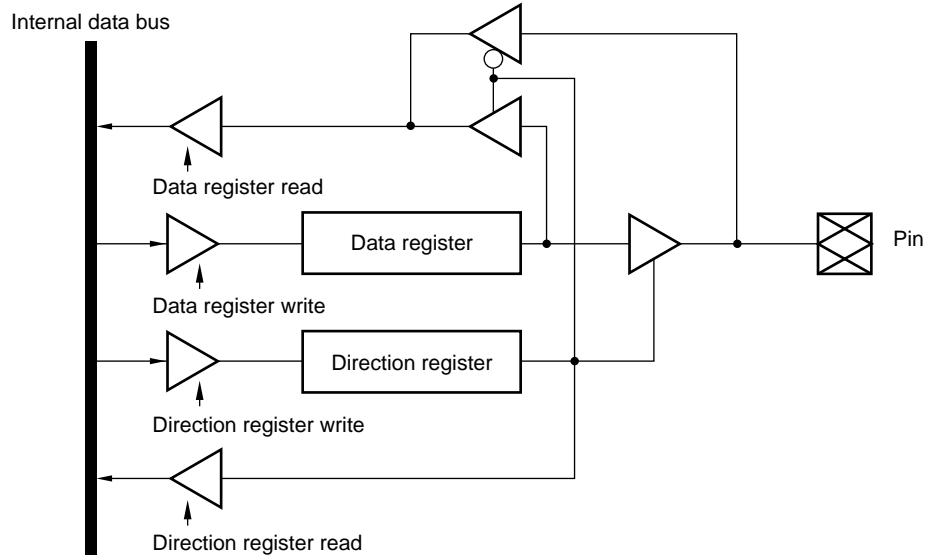 Internal data bus
Data register read
Data register
Pin
Data register write
Direction register
Direction register write
Direction register read